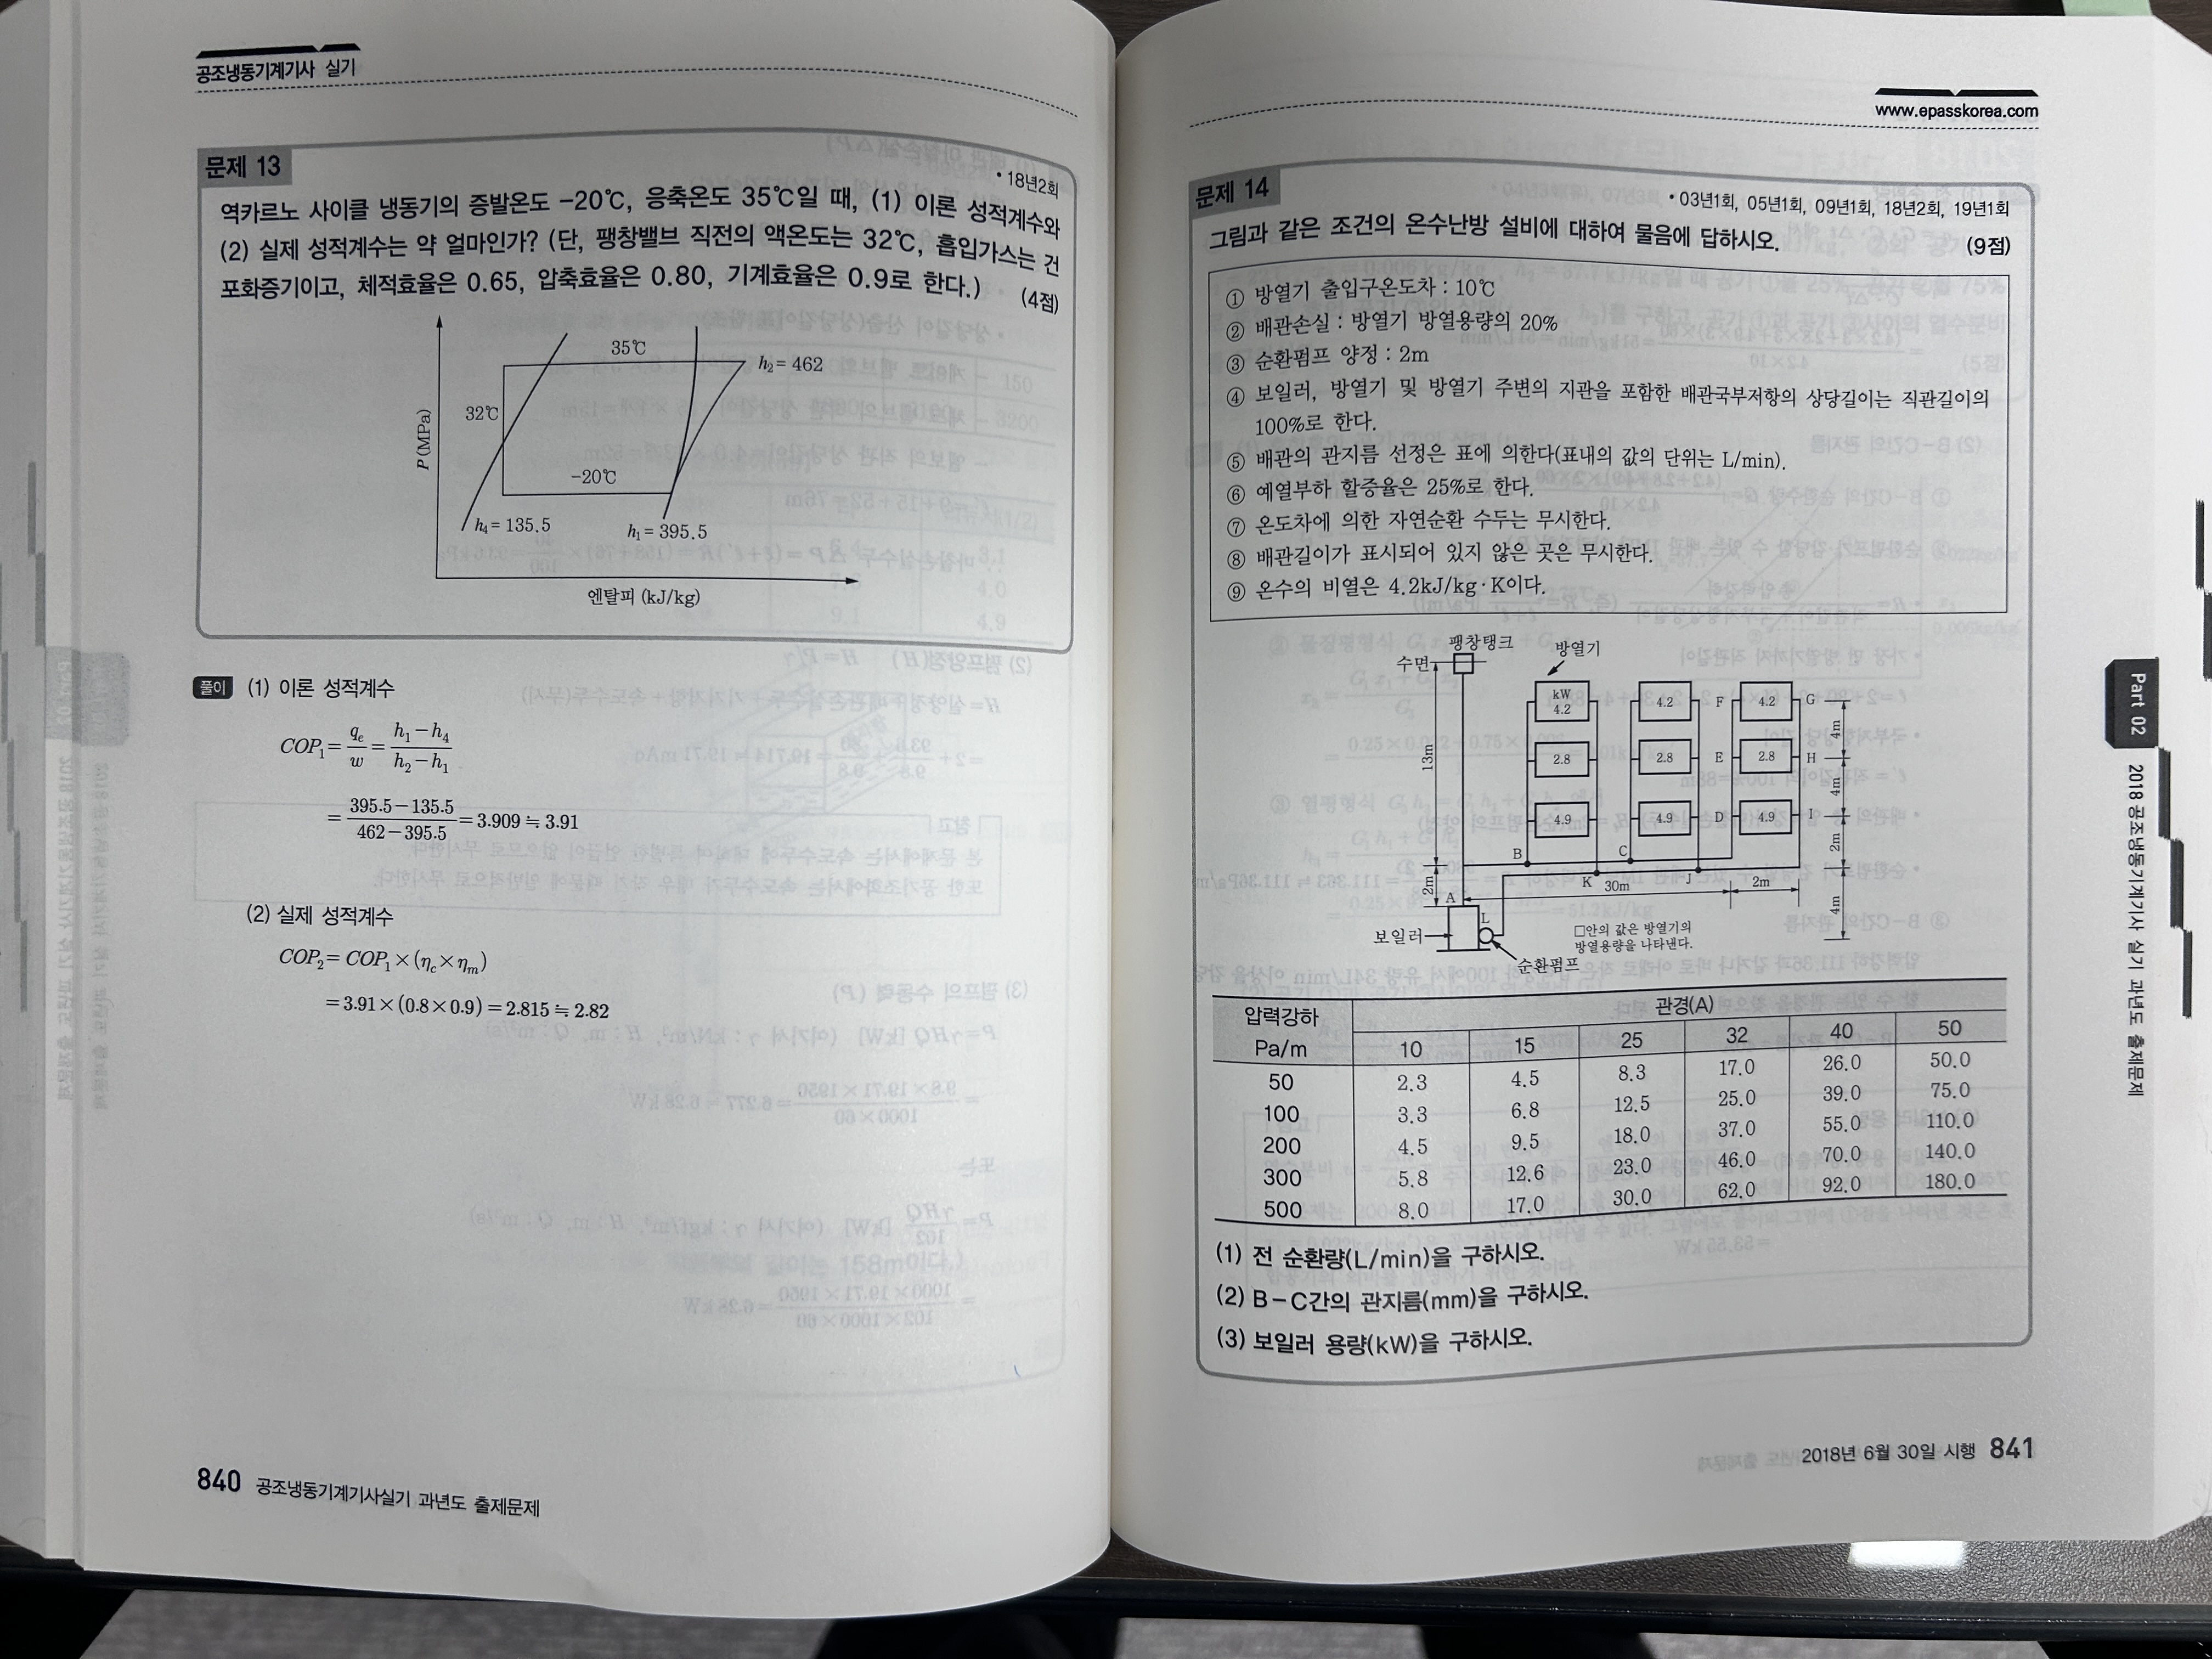 공조냉동기계기사 실기
문제 13
• 18년2회
역카르노 사이클 냉동기의 증발온도 -20℃, 응축온도 35℃일 때, (1) 이론 성적계수와
(2) 실제 성적계수는 약 얼마인가? (단, 팽창밸브 직전의 액온도는 32℃, 흡입가스는 건
포화증기이고, 체적효율은 0.65, 압축효율은 0.80, 기계효율은 0.9로 한다.)
(4점)
35℃
h₂= 462
32℃
P(MPa)
-20℃
h₄= 135.5
h₁= 395.5
엔탈피 (kJ/kg)
풀이 (1) 이론 성적계수
COP₁ = qₑ/w = (h₁-h₄)/(h₂-h₁)
= (395.5-135.5)/(462-395.5) = 3.909 ≒ 3.91
(2) 실제 성적계수
COP₂ = COP₁×(η_c×η_m)
= 3.91×(0.8×0.9) = 2.815 ≒ 2.82
840 공조냉동기계기사실기 과년도 출제문제
www.epasskorea.com
문제 14
• 03년1회, 05년1회, 09년1회, 18년2회, 19년1회
그림과 같은 조건의 온수난방 설비에 대하여 물음에 답하시오.
(9점)
① 방열기 출입구온도차 : 10℃
② 배관손실 : 방열기 방열용량의 20%
③ 순환펌프 양정 : 2m
④ 보일러, 방열기 및 방열기 주변의 지관을 포함한 배관국부저항의 상당길이는 직관길이의
100%로 한다.
⑤ 배관의 관지름 선정은 표에 의한다(표내의 값의 단위는 L/min).
⑥ 예열부하 할증율은 25%로 한다.
⑦ 온도차에 의한 자연순환 수두는 무시한다.
⑧ 배관길이가 표시되어 있지 않은 곳은 무시한다.
⑨ 온수의 비열은 4.2kJ/kg·K이다.
팽창탱크
수면
방열기
kW
4.2
4.2
F
4.2
G
4m
13m
2.8
2.8
E
2.8
H
4m
4.9
4.9
D
4.9
I
2m
B
C
2m
K
30m
J
2m
A
L
4m
보일러
□안의 값은 방열기의
방열용량을 나타낸다.
순환펌프
압력강하 관경(A)
Pa/m 10 15 25 32 40 50
50 2.3 4.5 8.3 17.0 26.0 50.0
100 3.3 6.8 12.5 25.0 39.0 75.0
200 4.5 9.5 18.0 37.0 55.0 110.0
300 5.8 12.6 23.0 46.0 70.0 140.0
500 8.0 17.0 30.0 62.0 92.0 180.0
(1) 전 순환량(L/min)을 구하시오.
(2) B-C간의 관지름(mm)을 구하시오.
(3) 보일러 용량(kW)을 구하시오.
2018년 6월 30일 시행 841
Part 02
2018 공조냉동기계기사 실기 과년도 출제문제